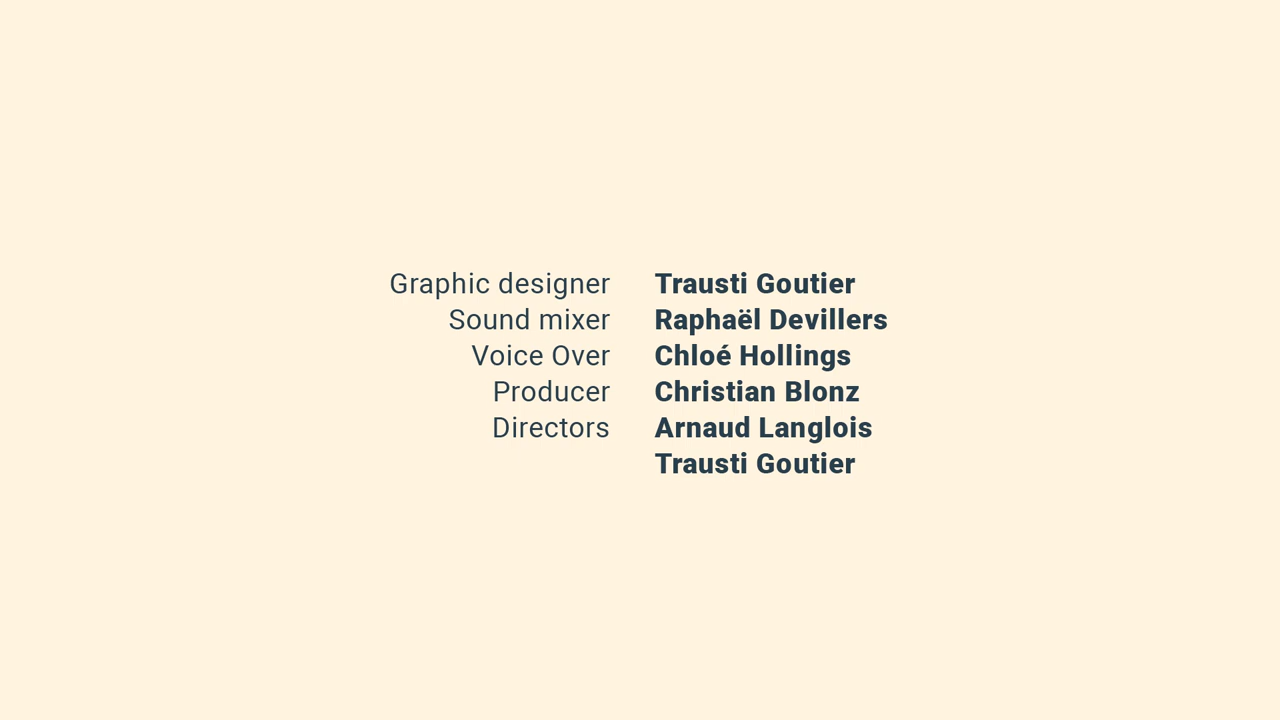 Graphic designer Trausti Goutier
Sound mixer Raphaël Devillers
Voice Over Chloé Hollings
Producer Christian Blonz
Directors Arnaud Langlois
Trausti Goutier